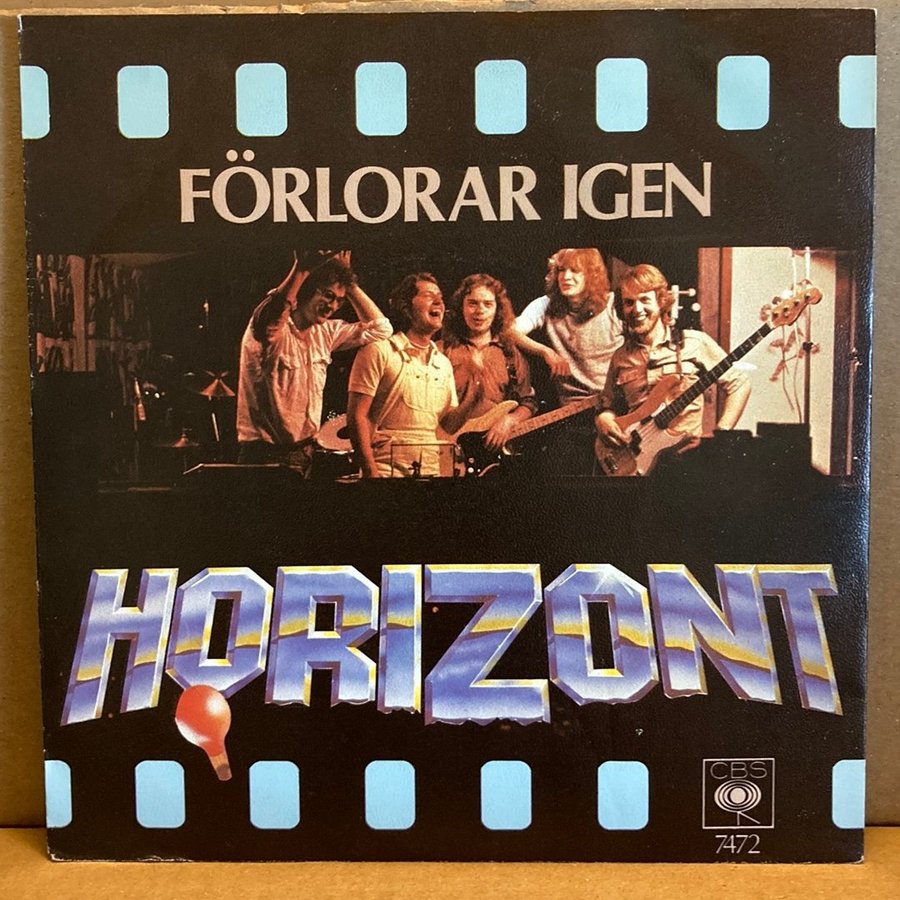 FÖRLORAR IGEN
HORIZONT
CBS
7472